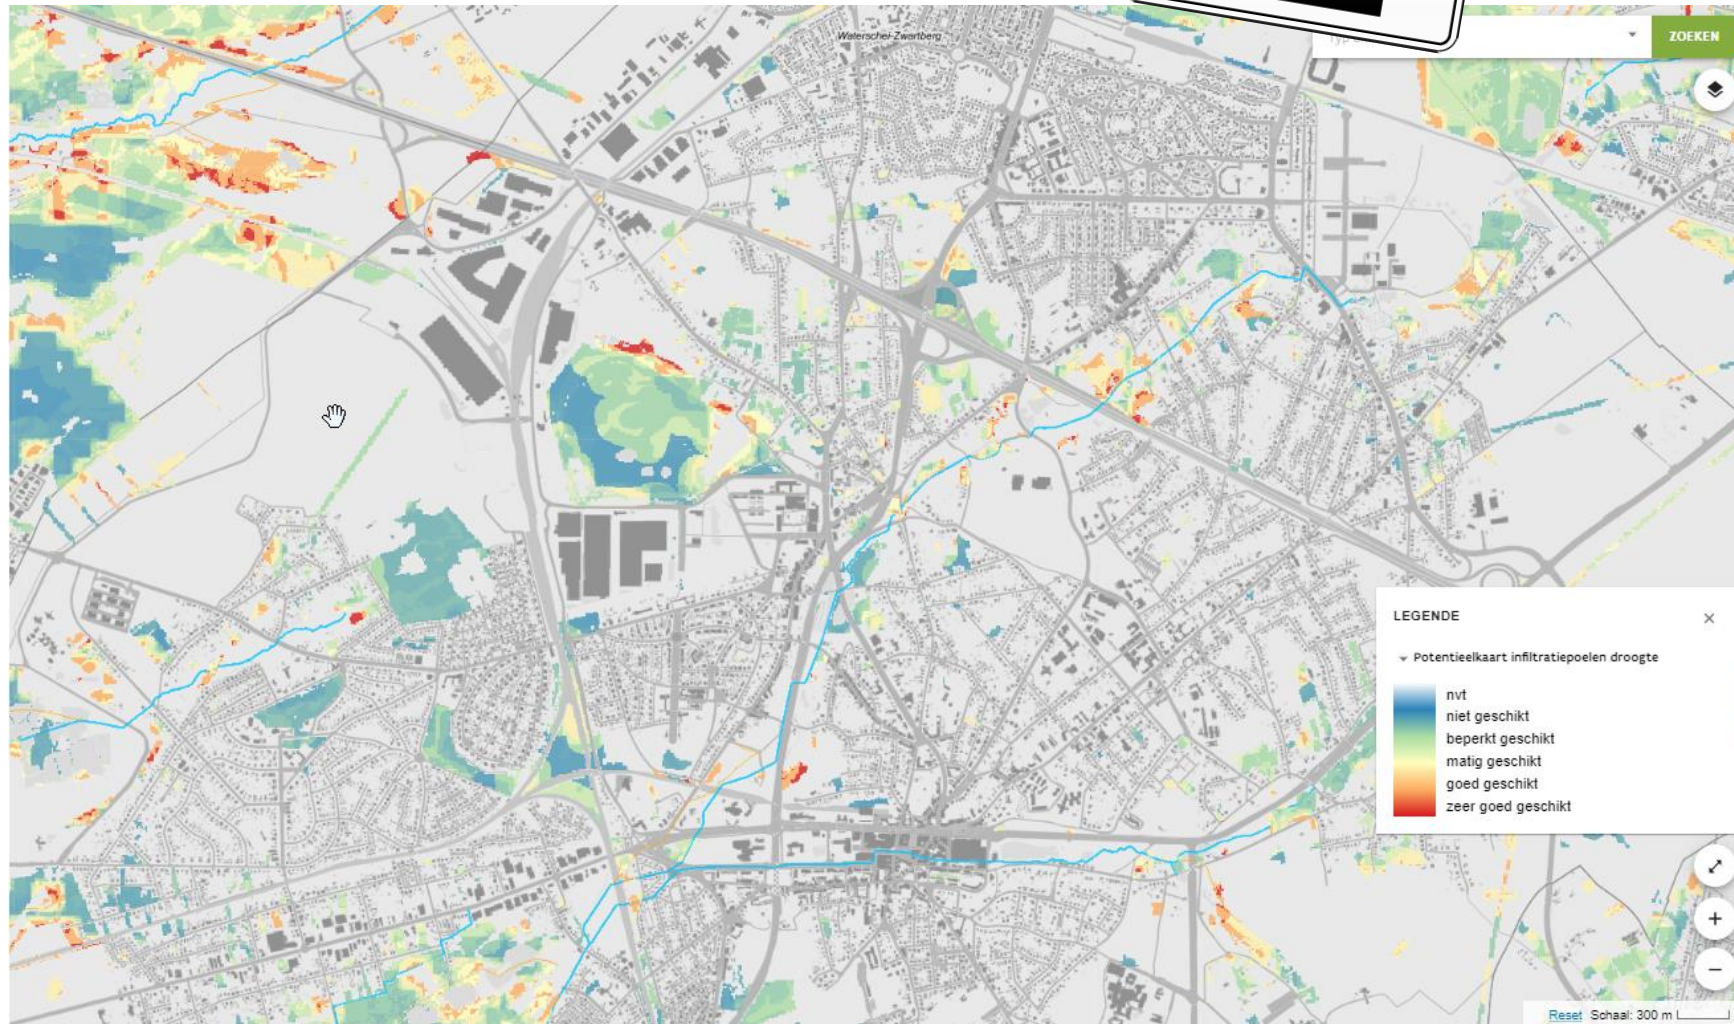 Waterschei-Zwartberg
ZOEKEN
LEGENDE
Potentieelkaart infiltratiepoelen droogte
nvt
niet geschikt
beperkt geschikt
matig geschikt
goed geschikt
zeer goed geschikt
Reset Schaal: 300 m